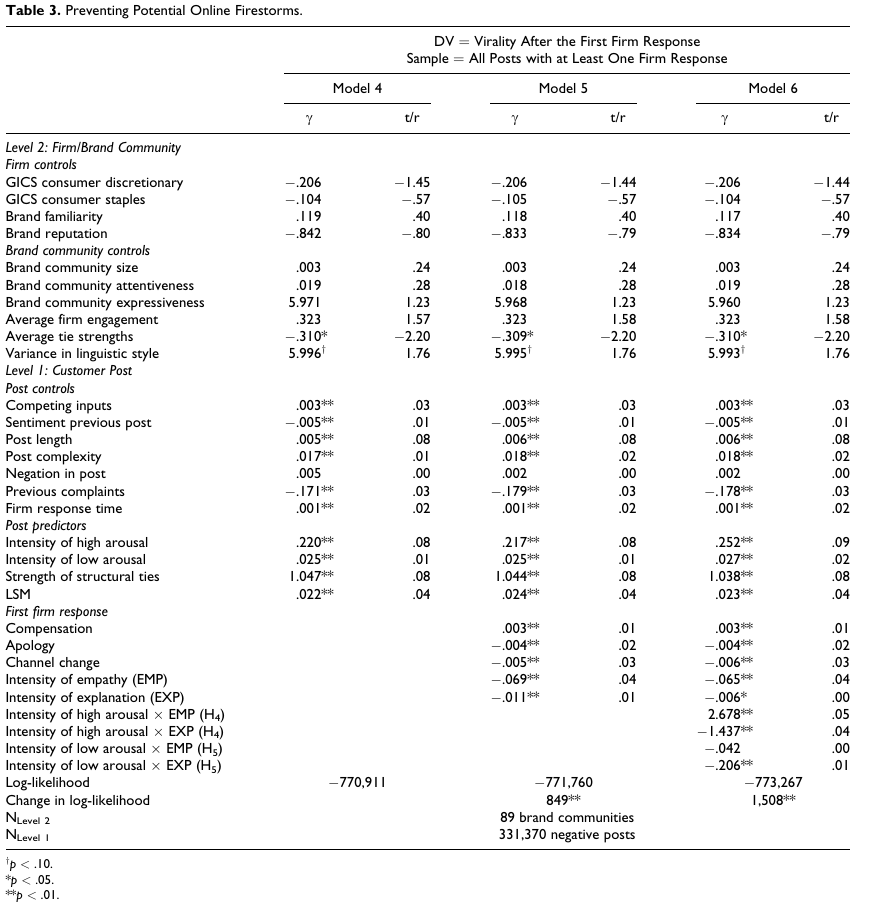 Table 3. Preventing Potential Online Firestorms.
DV = Virality After the First Firm Response
Sample = All Posts with at Least One Firm Response
Model 4 Model 5 Model 6
γ t/r γ t/r γ t/r
Level 2: Firm/Brand Community
Firm controls
GICS consumer discretionary −.206 −1.45 −.206 −1.44 −.206 −1.44
GICS consumer staples −.104 −.57 −.105 −.57 −.104 −.57
Brand familiarity .119 .40 .118 .40 .117 .40
Brand reputation −.842 −.80 −.833 −.79 −.834 −.79
Brand community controls
Brand community size .003 .24 .003 .24 .003 .24
Brand community attentiveness .019 .28 .018 .28 .019 .28
Brand community expressiveness 5.971 1.23 5.968 1.23 5.960 1.23
Average firm engagement .323 1.57 .323 1.58 .323 1.58
Average tie strengths −.310* −2.20 −.309* −2.20 −.310* −2.20
Variance in linguistic style 5.996† 1.76 5.995† 1.76 5.993† 1.76
Level 1: Customer Post
Post controls
Competing inputs .003** .03 .003** .03 .003** .03
Sentiment previous post −.005** .01 −.005** .01 −.005** .01
Post length .005** .08 .006** .08 .006** .08
Post complexity .017** .01 .018** .02 .018** .02
Negation in post .005 .00 .002 .00 .002 .00
Previous complaints −.171** .03 −.179** .03 −.178** .03
Firm response time .001** .02 .001** .02 .001** .02
Post predictors
Intensity of high arousal .220** .08 .217** .08 .252** .09
Intensity of low arousal .025** .01 .025** .01 .027** .02
Strength of structural ties 1.047** .08 1.044** .08 1.038** .08
LSM .022** .04 .024** .04 .023** .04
First firm response
Compensation .003** .01 .003** .01
Apology −.004** .02 −.004** .02
Channel change −.005** .03 −.006** .03
Intensity of empathy (EMP) −.069** .04 −.065** .04
Intensity of explanation (EXP) −.011** .01 −.006* .00
Intensity of high arousal × EMP (H4) 2.678** .05
Intensity of high arousal × EXP (H4) −1.437** .04
Intensity of low arousal × EMP (H5) −.042 .00
Intensity of low arousal × EXP (H5) −.206** .01
Log-likelihood −770,911 −771,760 −773,267
Change in log-likelihood 849** 1,508**
NLevel 2 89 brand communities
NLevel 1 331,370 negative posts
†p < .10.
*p < .05.
**p < .01.